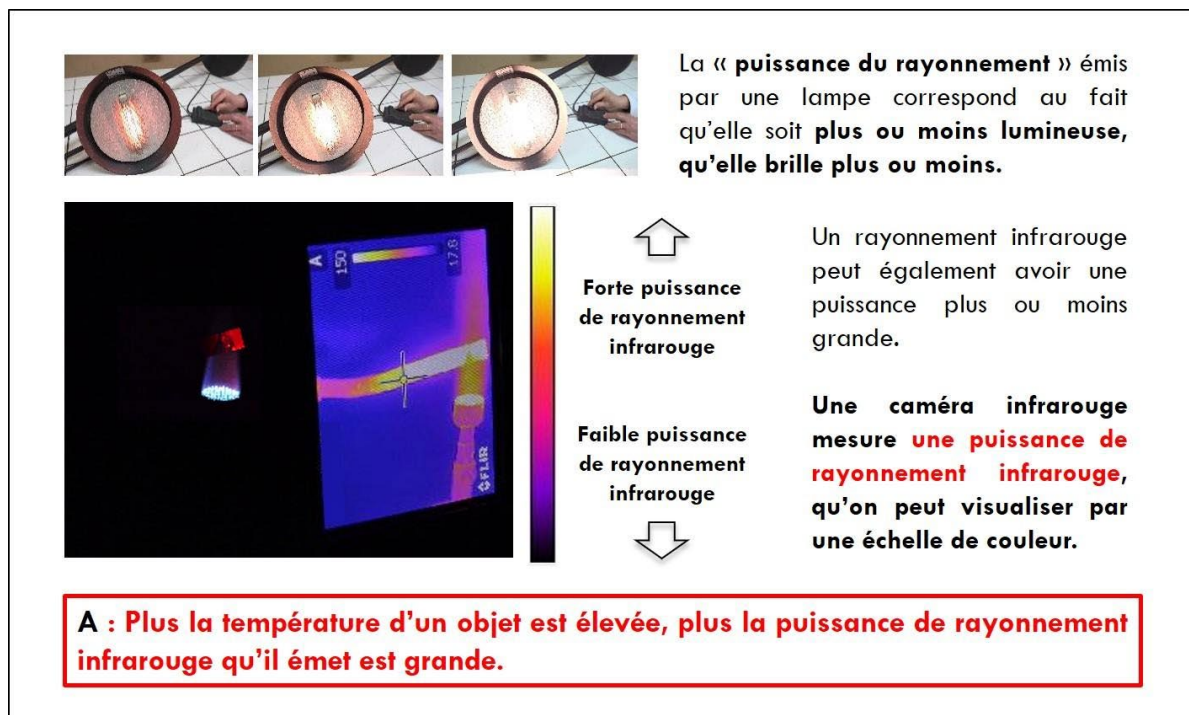 La « puissance du rayonnement » émis
par une lampe correspond au fait
qu’elle soit plus ou moins lumineuse,
qu’elle brille plus ou moins.
A
150
17.6
FLIR
Forte puissance
de rayonnement
infrarouge
Faible puissance
de rayonnement
infrarouge
Un rayonnement infrarouge
peut également avoir une
puissance plus ou moins
grande.
Une caméra infrarouge
mesure une puissance de
rayonnement infrarouge,
qu’on peut visualiser par
une échelle de couleur.
A : Plus la température d’un objet est élevée, plus la puissance de rayonnement
infrarouge qu’il émet est grande.